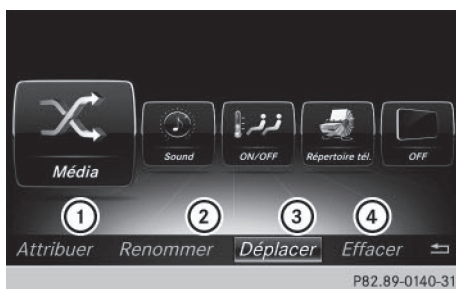 Média
Sound
ON/OFF
Répertoire tél.
OFF
1
2
3
4
Attribuer Renommer Déplacer Effacer
P82.89-0140-31